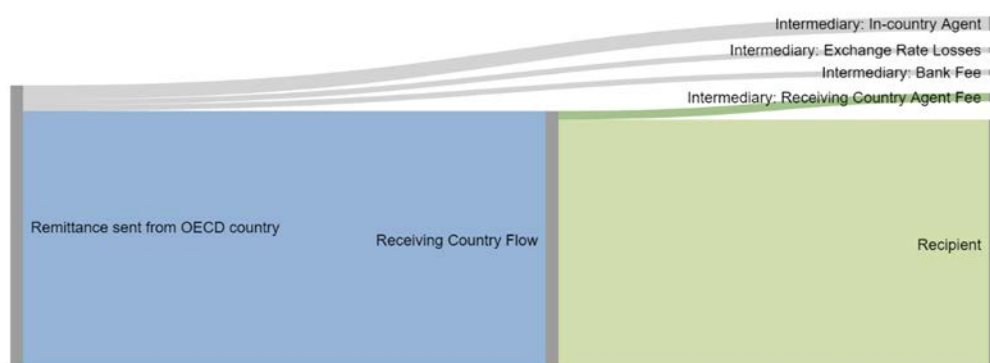 Intermediary: In-country Agent
Intermediary: Exchange Rate Losses
Intermediary: Bank Fee
Intermediary: Receiving Country Agent Fee
Remittance sent from OECD country
Receiving Country Flow
Recipient